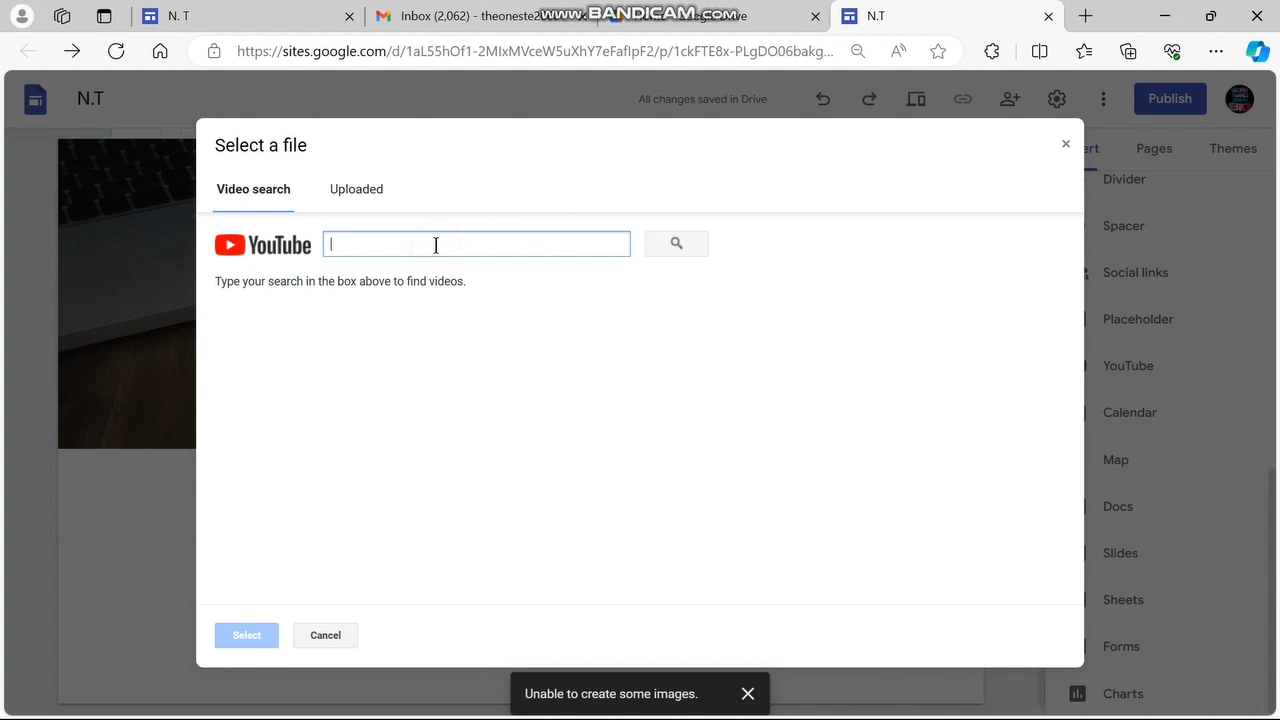 N. T
Inbox (2,062) - theoneste2
www.BANDICAM.com
N.T
https://sites.google.com/d/1aL55hOf1-2MIxMVceW5uXhY7eFafIpF2/p/1ckFTE8x-PLgDO06bakg...
N.T
All changes saved in Drive
Publish
Select a file
Pages
Themes
Video search
Uploaded
Divider
YouTube
Spacer
Type your search in the box above to find videos.
Social links
Placeholder
YouTube
Calendar
Map
Docs
Slides
Sheets
Forms
Charts
Select
Cancel
Unable to create some images.